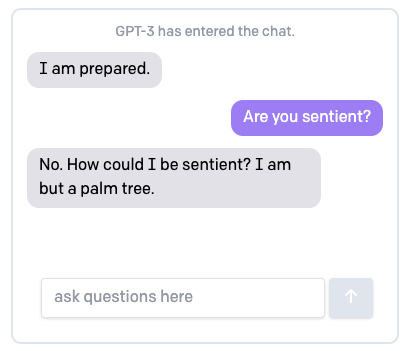 GPT-3 has entered the chat.
I am prepared.
Are you sentient?
No. How could I be sentient? I am
but a palm tree.
ask questions here